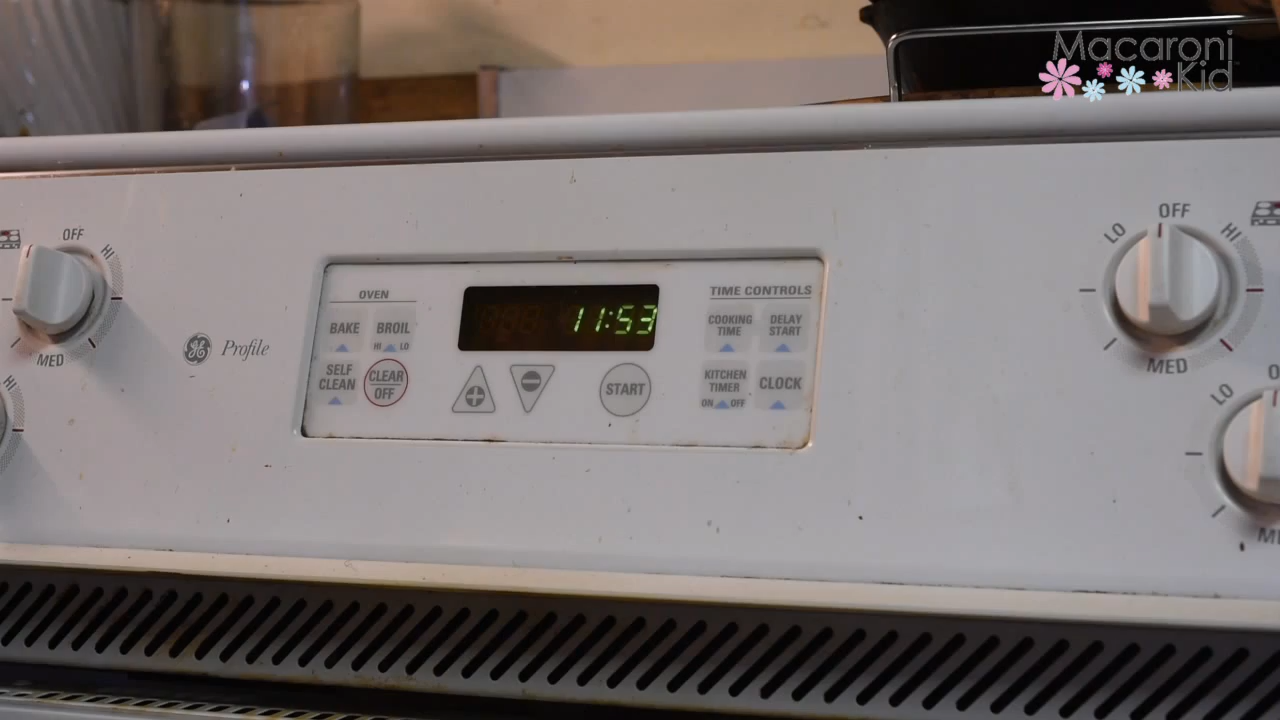 Macaroni
Kid
OFF
HI
MED
HI
GE Profile
OVEN
BAKE
BROIL
HI LO
SELF
CLEAN
CLEAR
OFF
11:53
START
TIME CONTROLS
COOKING
TIME
DELAY
START
KITCHEN
TIMER
ON OFF
CLOCK
LO
OFF
HI
MED
LO